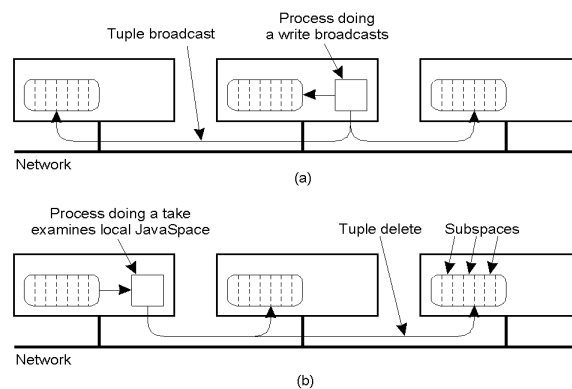 Tuple broadcast
Process doing
a write broadcasts
Network
(a)
Process doing a take
examines local JavaSpace
Tuple delete
Subspaces
Network
(b)